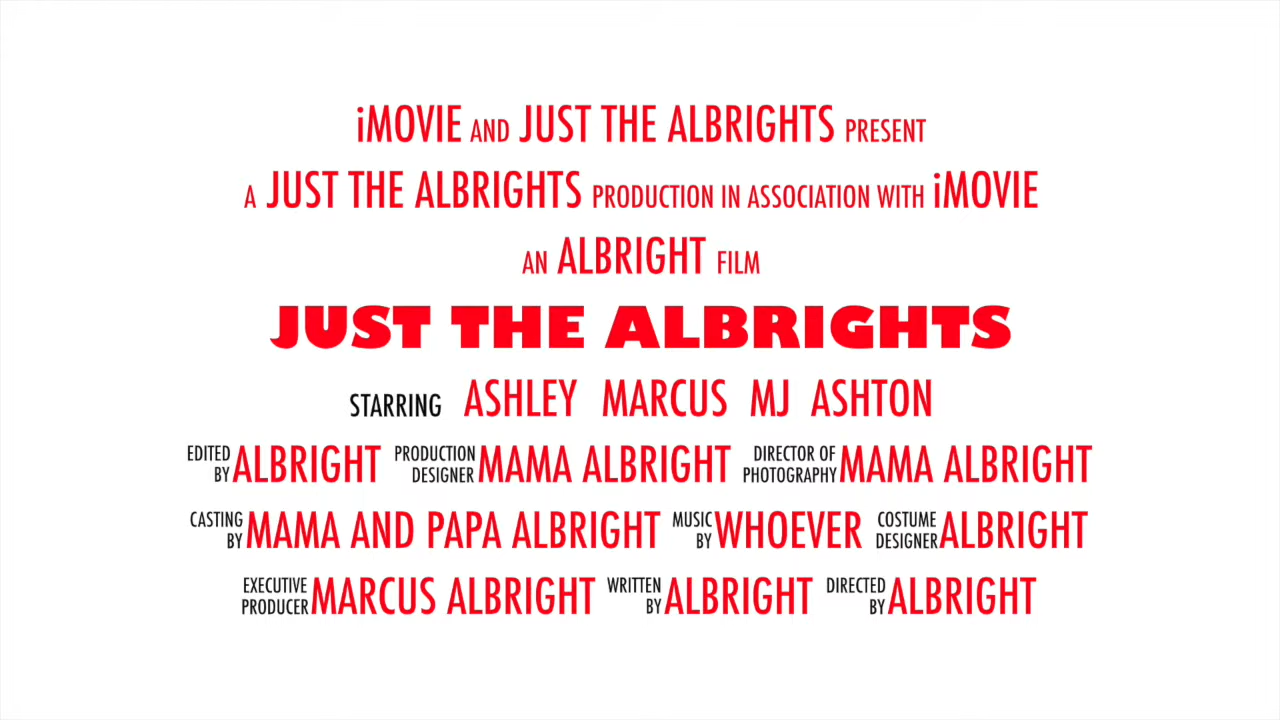 iMOVIE AND JUST THE ALBRIGHTS PRESENT
A JUST THE ALBRIGHTS PRODUCTION IN ASSOCIATION WITH iMOVIE
AN ALBRIGHT FILM
JUST THE ALBRIGHTS
STARRING ASHLEY MARCUS MJ ASHTON
EDITED BY ALBRIGHT PRODUCTION DESIGNER MAMA ALBRIGHT DIRECTOR OF PHOTOGRAPHY MAMA ALBRIGHT
CASTING BY MAMA AND PAPA ALBRIGHT MUSIC BY WHOEVER COSTUME DESIGNER ALBRIGHT
EXECUTIVE PRODUCER MARCUS ALBRIGHT WRITTEN BY ALBRIGHT DIRECTED BY ALBRIGHT